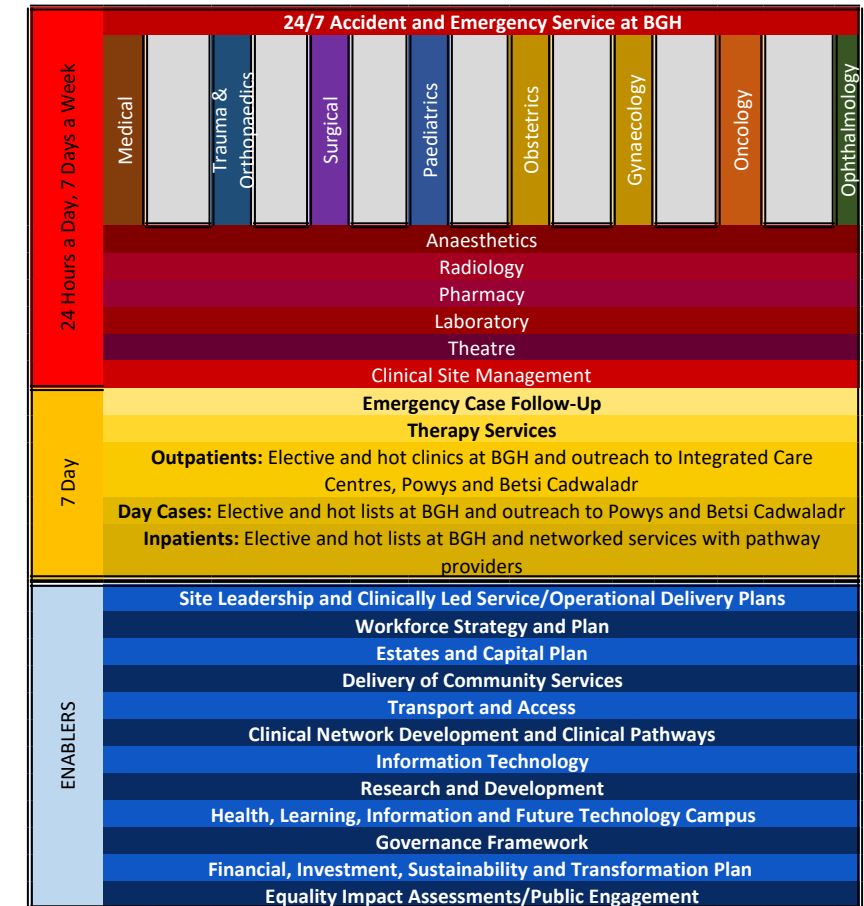 24/7 Accident and Emergency Service at BGH
24 Hours a Day, 7 Days a Week
Medical
Trauma &
Orthopaedics
Surgical
Paediatrics
Obstetrics
Gynaecology
Oncology
Ophthalmology
Anaesthetics
Radiology
Pharmacy
Laboratory
Theatre
Clinical Site Management
7 Day
Emergency Case Follow-Up
Therapy Services
Outpatients: Elective and hot clinics at BGH and outreach to Integrated Care
Centres, Powys and Betsi Cadwaladr
Day Cases: Elective and hot lists at BGH and outreach to Powys and Betsi Cadwaladr
Inpatients: Elective and hot lists at BGH and networked services with pathway
providers
ENABLERS
Site Leadership and Clinically Led Service/Operational Delivery Plans
Workforce Strategy and Plan
Estates and Capital Plan
Delivery of Community Services
Transport and Access
Clinical Network Development and Clinical Pathways
Information Technology
Research and Development
Health, Learning, Information and Future Technology Campus
Governance Framework
Financial, Investment, Sustainability and Transformation Plan
Equality Impact Assessments/Public Engagement